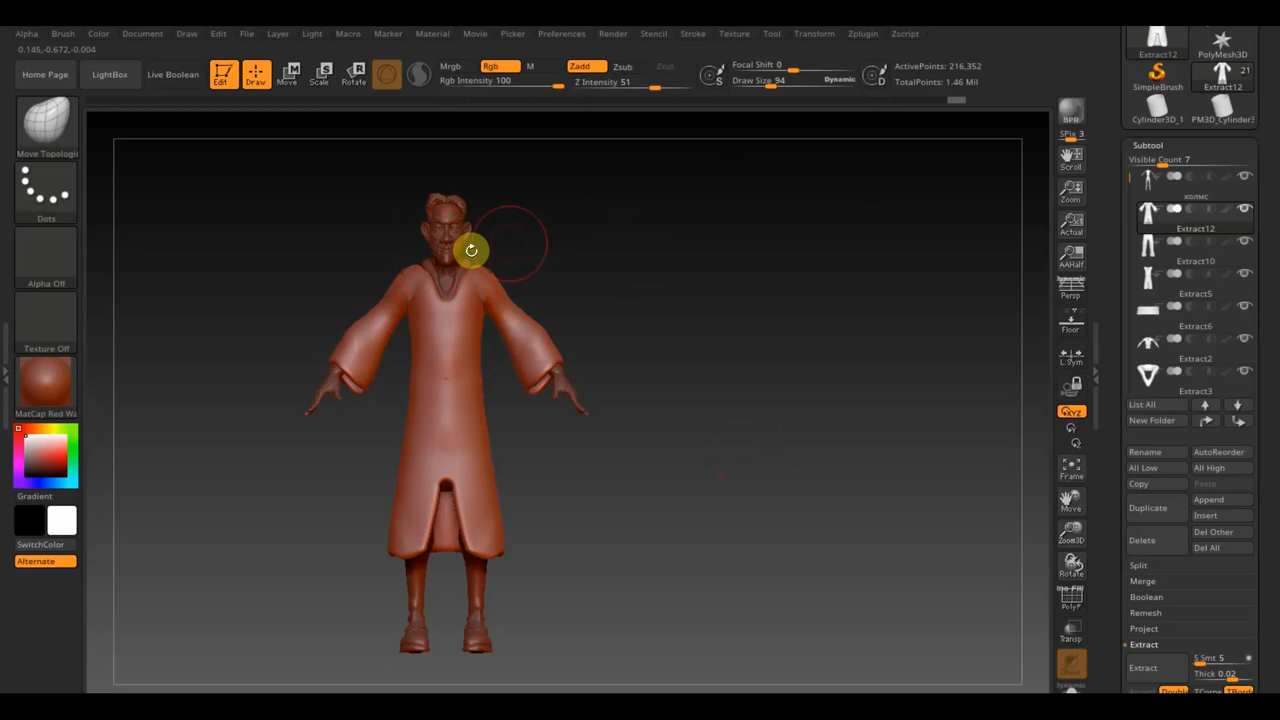 Alpha Brush Color Document Draw Edit File Layer Light Macro Marker Material Movie Picker Preferences Render Stencil Stroke Texture Tool Transform Zplugin Zscript
0.145,-0.672,-0.004
Home Page LightBox Live Boolean Edit Draw Move Scale Rotate
Mrgb Rgb M Zadd Zsub Zcut
Rgb Intensity 100 Z Intensity 51
Focal Shift 0
Draw Size 94 Dynamic
ActivePoints: 216,352
TotalPoints: 1.46 Mil
Move Topologic
Dots
Alpha Off
Texture Off
MatCap Red Wa
Gradient
SwitchColor
Alternate
BPR
SPix 3
Scroll
Zoom
Actual
AAHalf
Dynamic
Persp
Floor
L.Sym
XYZ
Frame
Move
Zoom3D
Rotate
PolyF
Transp
Dynamic
Extract12 PolyMesh3D
21
SimpleBrush Extract12
Cylinder3D_1 PM3D_Cylinder3
Subtool
Visible Count 7
холмс
Extract12
Extract10
Extract5
Extract6
Extract2
Extract3
List All
New Folder
Rename AutoReorder
All Low All High
Copy Paste
Duplicate Append
Insert
Delete Del Other
Del All
Split
Merge
Boolean
Remesh
Project
Extract
Extract S Smt 5
Thick 0.02